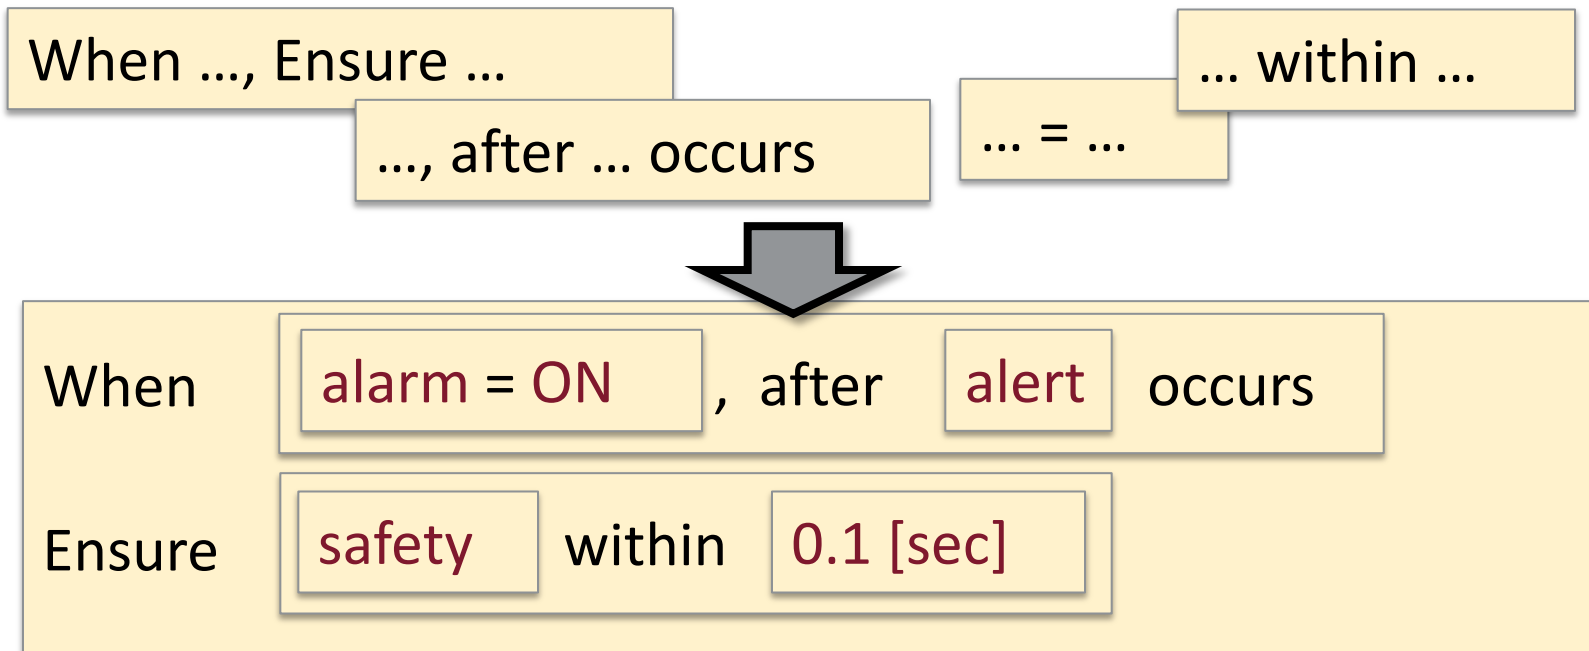 When ..., Ensure ...
... within ...
... = ...
..., after ... occurs
When alarm = ON , after alert occurs
Ensure safety within 0.1 [sec]